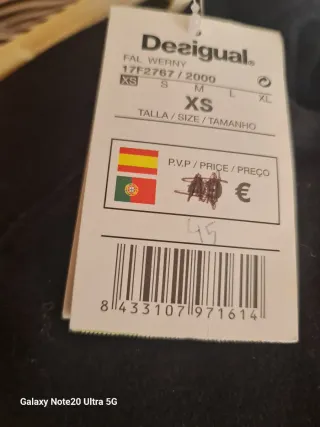 Desigual®
FAL WERNY
17F2767 / 2000
XS S M L XL
XS
TALLA / SIZE / TAMANHO
P.V.P / PRICE / PREÇO
€
45
8 433107 971614
Galaxy Note20 Ultra 5G